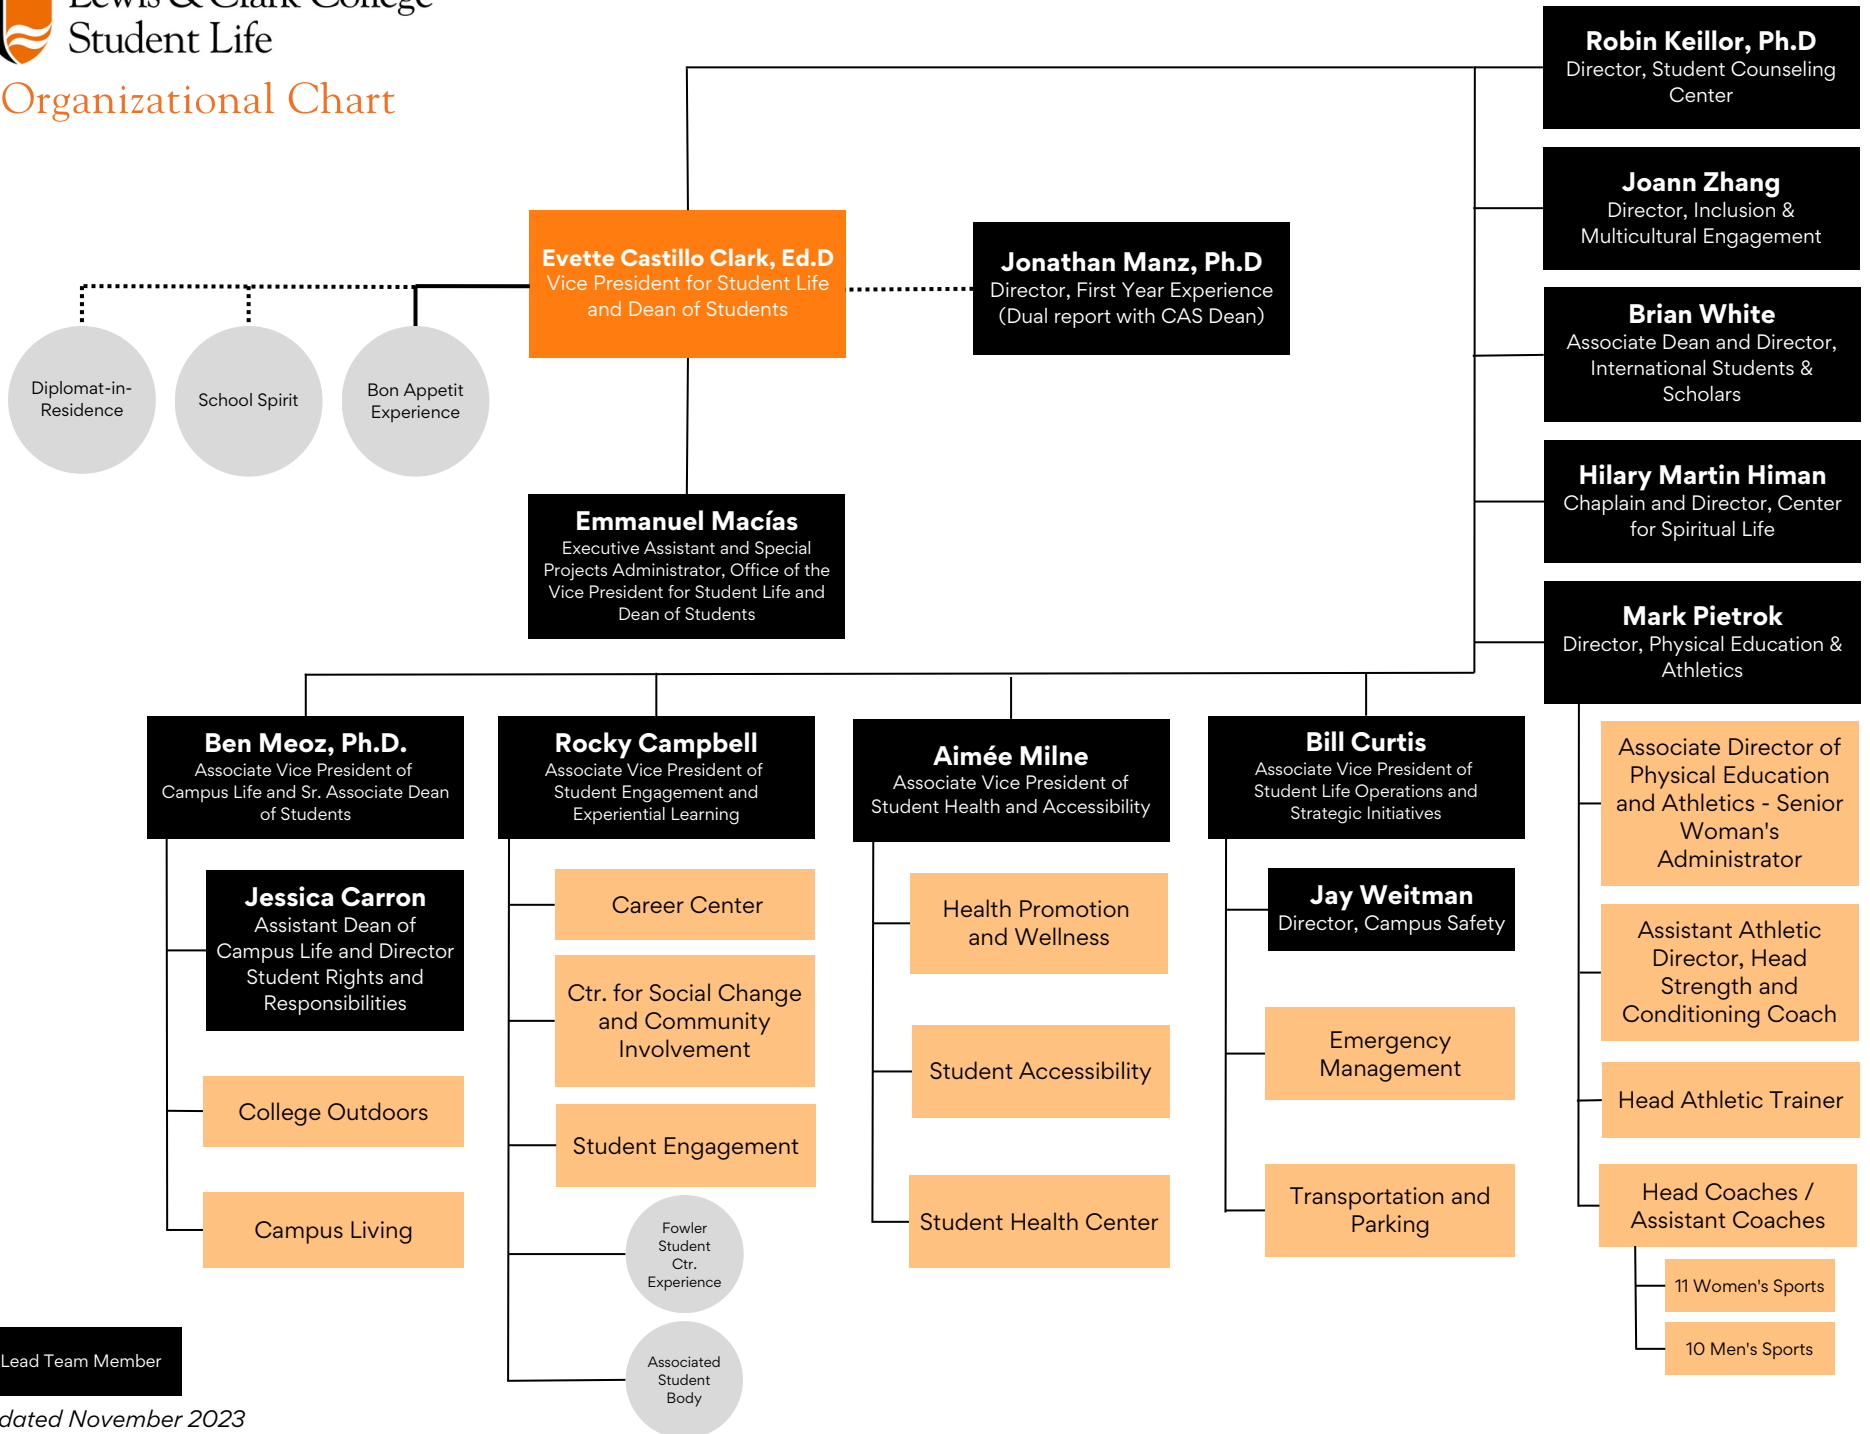 Lewis & Clark College
Student Life
Organizational Chart
Robin Keillor, Ph.D
Director, Student Counseling
Center
Joann Zhang
Director, Inclusion &
Multicultural Engagement
Evette Castillo Clark, Ed.D
Vice President for Student Life
and Dean of Students
Jonathan Manz, Ph.D
Director, First Year Experience
(Dual report with CAS Dean)
Brian White
Associate Dean and Director,
International Students &
Scholars
Diplomat-in-
Residence
School Spirit
Bon Appetit
Experience
Hilary Martin Himan
Chaplain and Director, Center
for Spiritual Life
Emmanuel Macías
Executive Assistant and Special
Projects Administrator, Office of the
Vice President for Student Life and
Dean of Students
Mark Pietrok
Director, Physical Education &
Athletics
Ben Meoz, Ph.D.
Associate Vice President of
Campus Life and Sr. Associate Dean
of Students
Rocky Campbell
Associate Vice President of
Student Engagement and
Experiential Learning
Aimée Milne
Associate Vice President of
Student Health and Accessibility
Bill Curtis
Associate Vice President of
Student Life Operations and
Strategic Initiatives
Associate Director of
Physical Education
and Athletics - Senior
Woman's
Administrator
Jessica Carron
Assistant Dean of
Campus Life and Director
Student Rights and
Responsibilities
Career Center
Health Promotion
and Wellness
Jay Weitman
Director, Campus Safety
Assistant Athletic
Director, Head
Strength and
Conditioning Coach
Ctr. for Social Change
and Community
Involvement
Student Accessibility
Emergency
Management
Head Athletic Trainer
College Outdoors
Student Engagement
Campus Living
Student Health Center
Transportation and
Parking
Head Coaches /
Assistant Coaches
Fowler
Student
Ctr.
Experience
11 Women's Sports
10 Men's Sports
Associated
Student
Body
Lead Team Member
dated November 2023